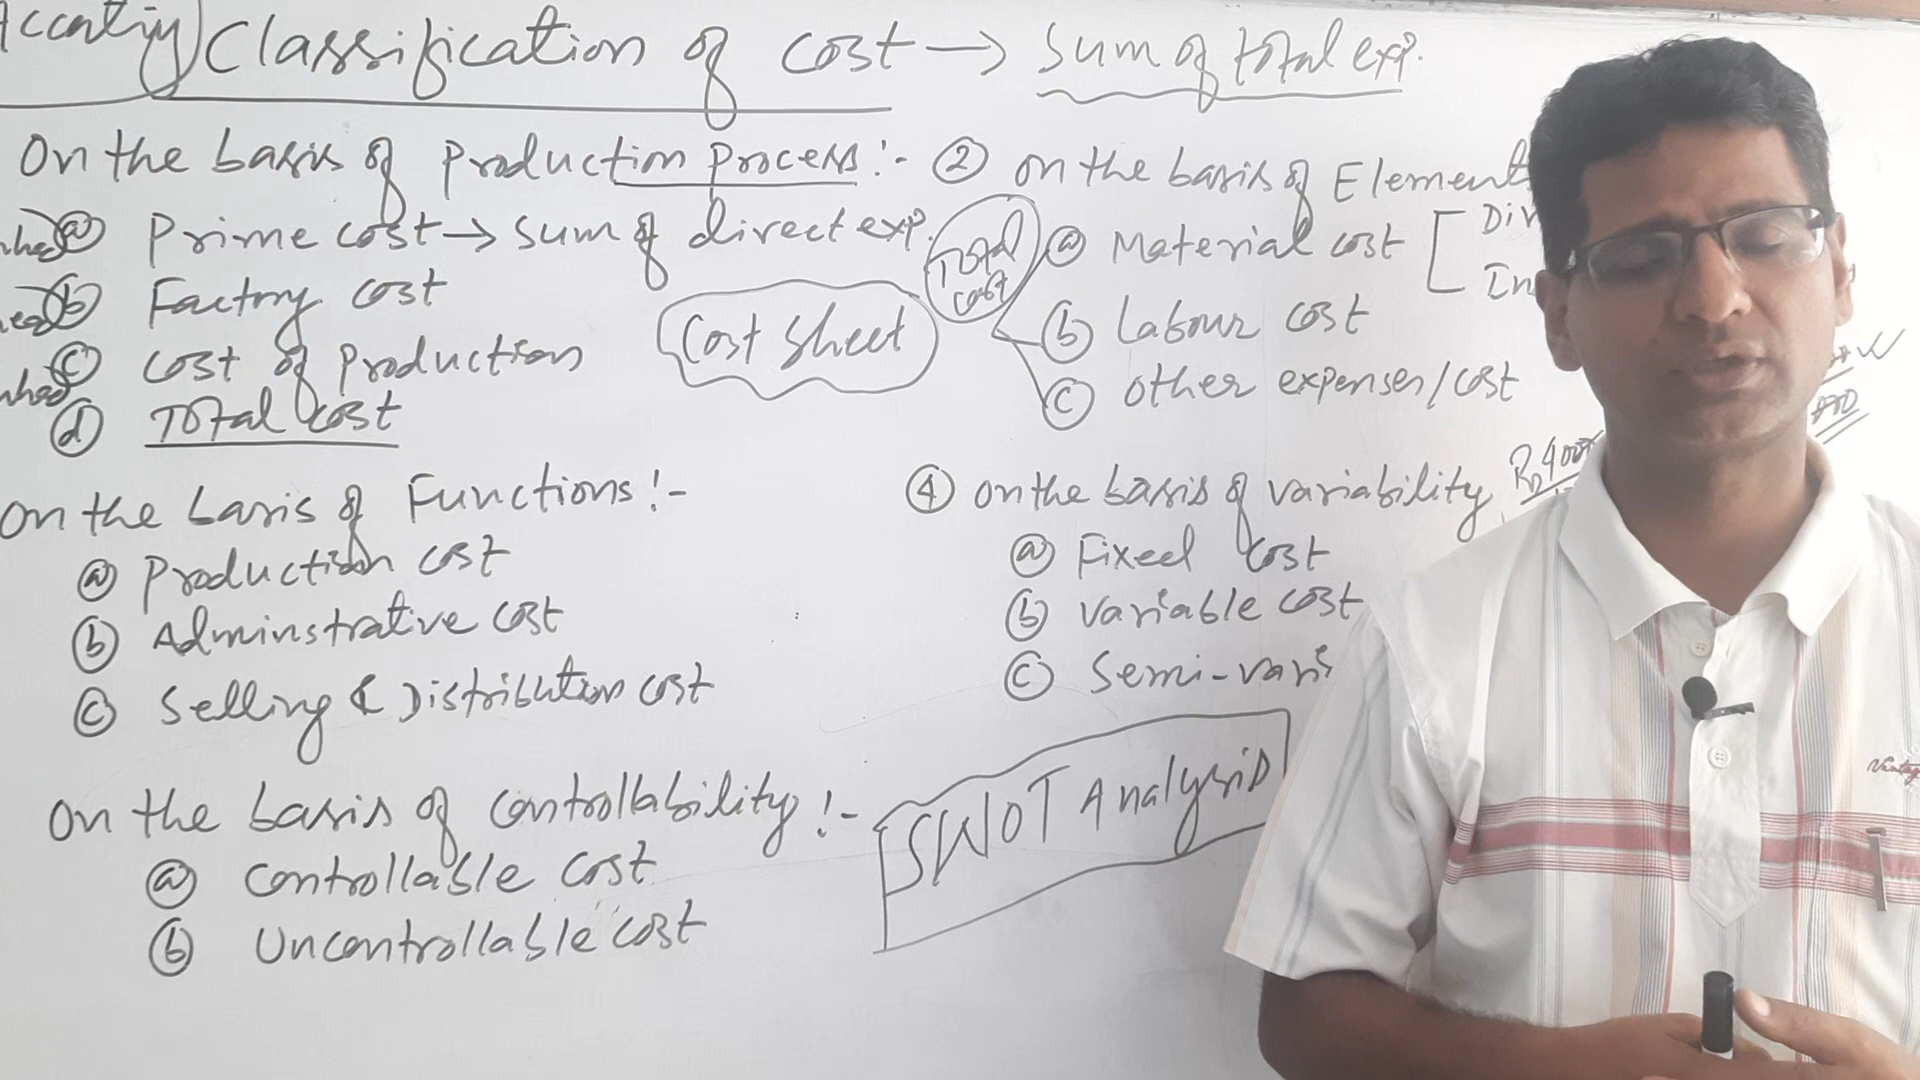 Classification of cost → sum of total exp.
On the basis of production process :-
ⓐ Prime cost → sum of direct exp.
ⓑ Factory cost
ⓒ cost of production
ⓓ Total cost
Cost Sheet
② on the basis of Element
Total cost
ⓐ Material cost
ⓑ Labour cost
ⓒ other expenses/cost
On the basis of Functions :-
ⓐ Production cost
ⓑ Adminstrative cost
ⓒ Selling & Distribution cost
④ on the basis of variability
ⓐ Fixed cost
ⓑ variable cost
ⓒ Semi-vari
On the basis of controllability :-
ⓐ Controllable cost
ⓑ Uncontrollable cost
SWOT Analysis